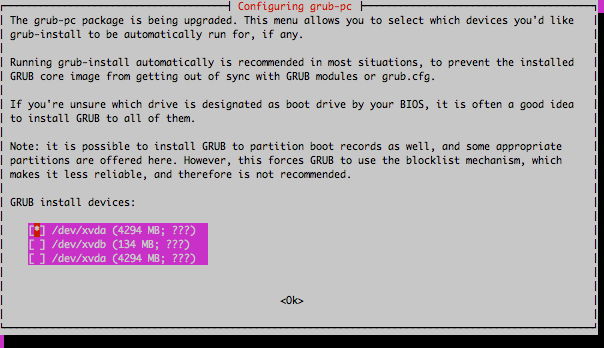 Configuring grub-pc
The grub-pc package is being upgraded. This menu allows you to select which devices you'd like
grub-install to be automatically run for, if any.
Running grub-install automatically is recommended in most situations, to prevent the installed
GRUB core image from getting out of sync with GRUB modules or grub.cfg.
If you're unsure which drive is designated as boot drive by your BIOS, it is often a good idea
to install GRUB to all of them.
Note: it is possible to install GRUB to partition boot records as well, and some appropriate
partitions are offered here. However, this forces GRUB to use the blocklist mechanism, which
makes it less reliable, and therefore is not recommended.
GRUB install devices:
[*] /dev/xvda (4294 MB; ???)
[ ] /dev/xvdb (134 MB; ???)
[ ] /dev/xvda (4294 MB; ???)
<Ok>